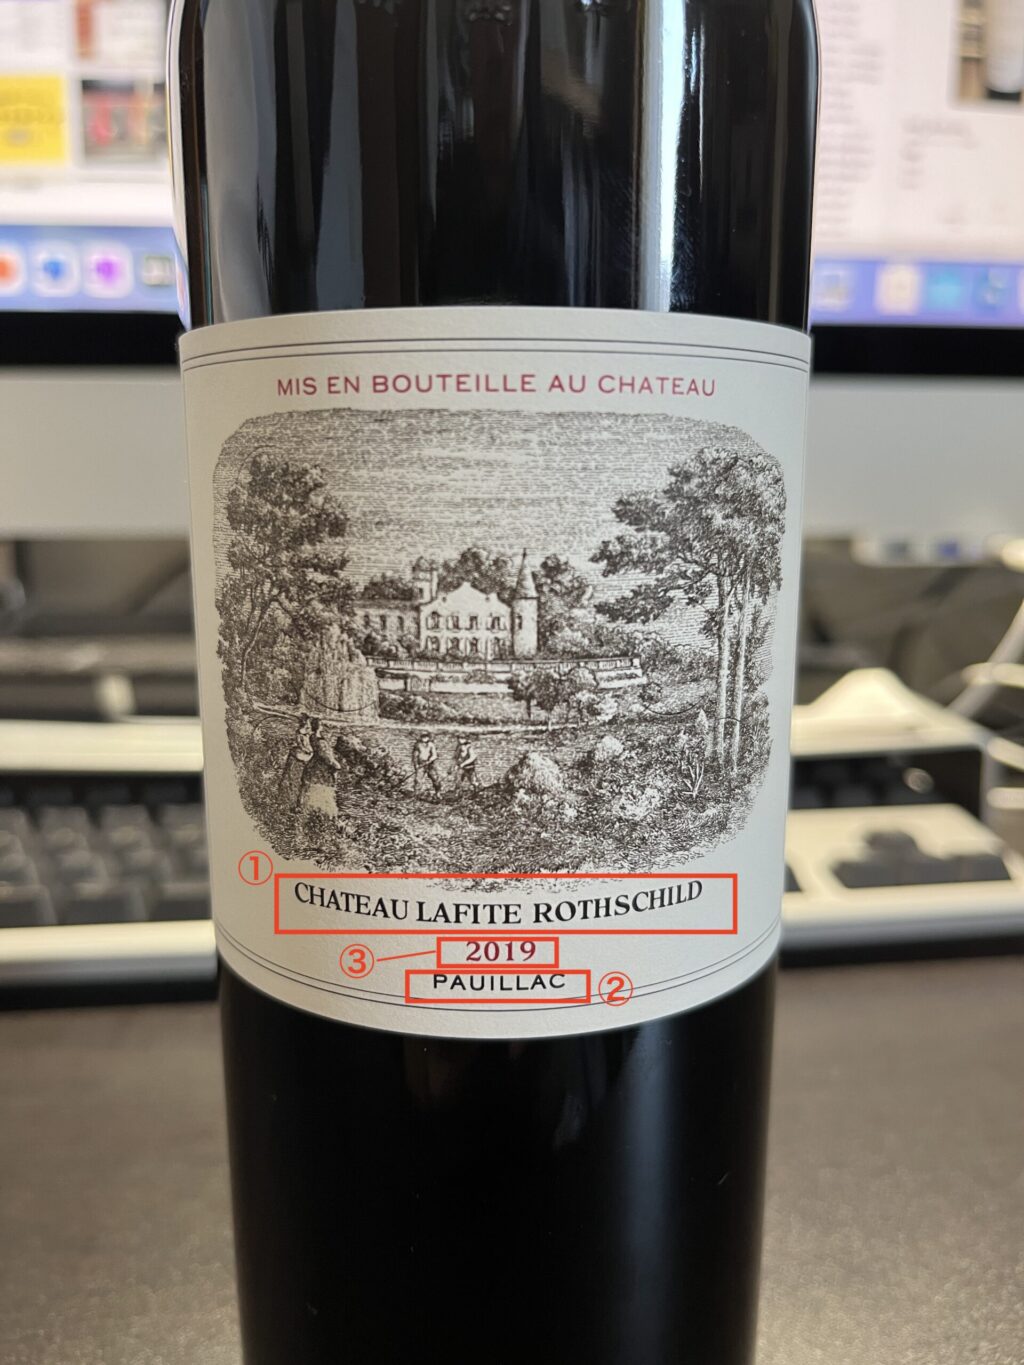 MIS EN BOUTEILLE AU CHATEAU
① CHATEAU LAFITE ROTHSCHILD
③ 2019
PAUILLAC ②